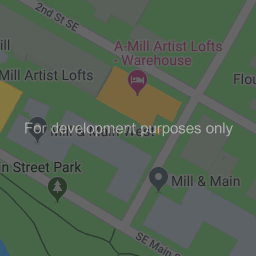 2nd St SE
A-Mill Artist Lofts
- Warehouse
ill
Mill Artist Lofts
Flou
For development purposes only
n Street Park
Mill & Main
SE Main S